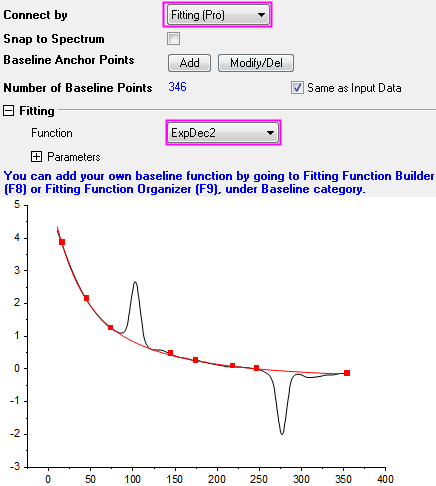 Connect by Fitting (Pro)
Snap to Spectrum
Baseline Anchor Points Add Modify/Del
Number of Baseline Points 346 Same as Input Data
Fitting
Function ExpDec2
Parameters
You can add your own baseline function by going to Fitting Function Builder
(F8) or Fitting Function Organizer (F9), under Baseline category.
5
4
3
2
1
0
-1
-2
-3
0 50 100 150 200 250 300 350 400